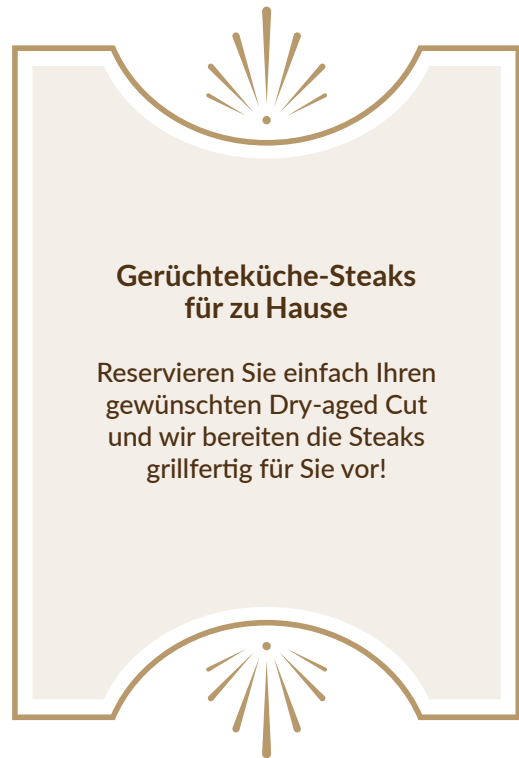 Gerüchteküche-Steaks
für zu Hause
Reservieren Sie einfach Ihren
gewünschten Dry-aged Cut
und wir bereiten die Steaks
grillfertig für Sie vor!